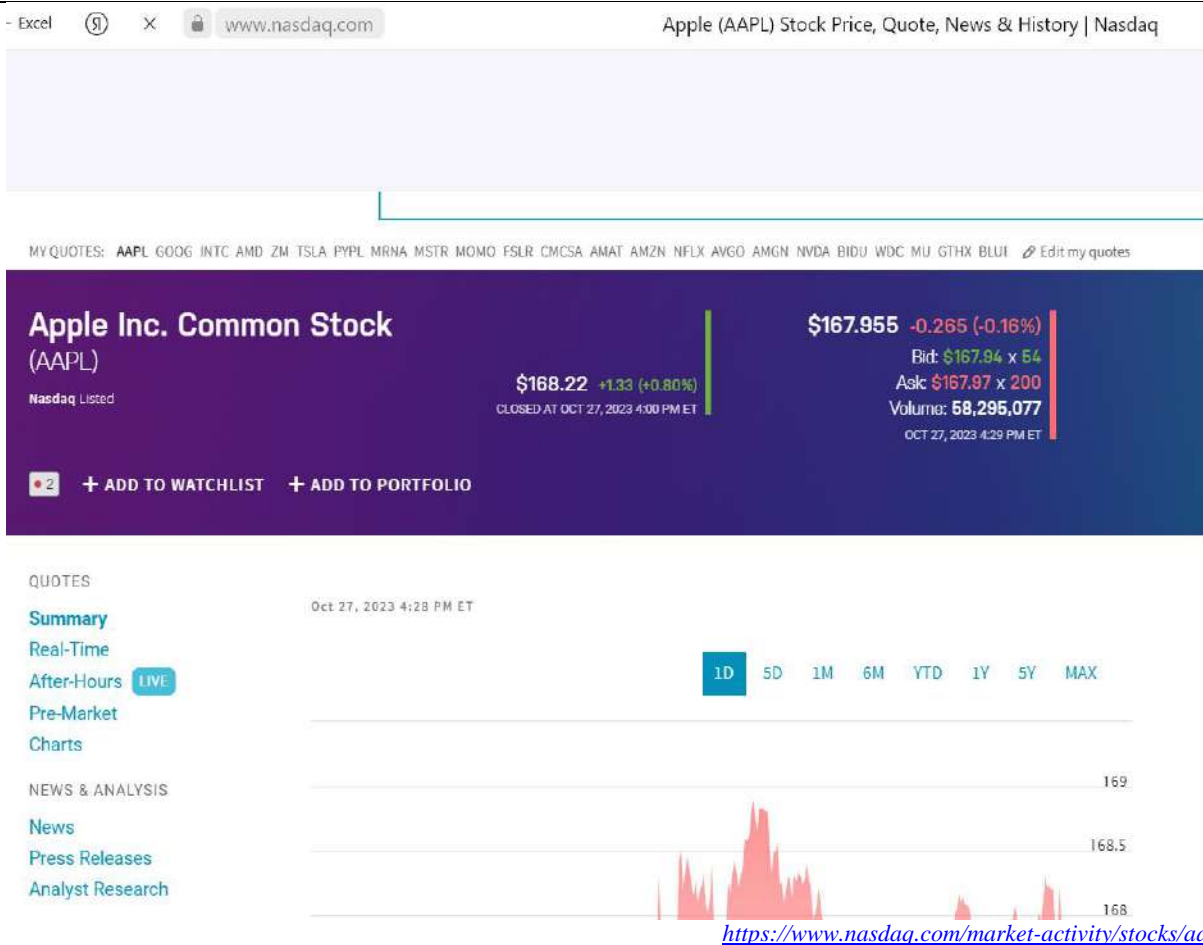 - Excel Я × www.nasdaq.com Apple (AAPL) Stock Price, Quote, News & History | Nasdaq
MY QUOTES: AAPL GOOG INTC AMD ZM TSLA PYPL MRNA MSTR MOMO FSLR CMCSA AMAT AMZN NFLX AVGO AMGN NVDA BIDU WDC MU GTHX BLUE Edit my quotes
Apple Inc. Common Stock
(AAPL)
Nasdaq Listed
$168.22 +1.33 (+0.80%)
CLOSED AT OCT 27, 2023 4:00 PM ET
$167.955 -0.265 (-0.16%)
Bid: $167.94 x 54
Ask: $167.97 x 200
Volume: 58,295,077
OCT 27, 2023 4:29 PM ET
2 + ADD TO WATCHLIST + ADD TO PORTFOLIO
QUOTES
Summary
Real-Time
After-Hours LIVE
Pre-Market
Charts
NEWS & ANALYSIS
News
Press Releases
Analyst Research
Oct 27, 2023 4:28 PM ET
1D 5D 1M 6M YTD 1Y 5Y MAX
169
168.5
168
https://www.nasdaq.com/market-activity/stocks/ac